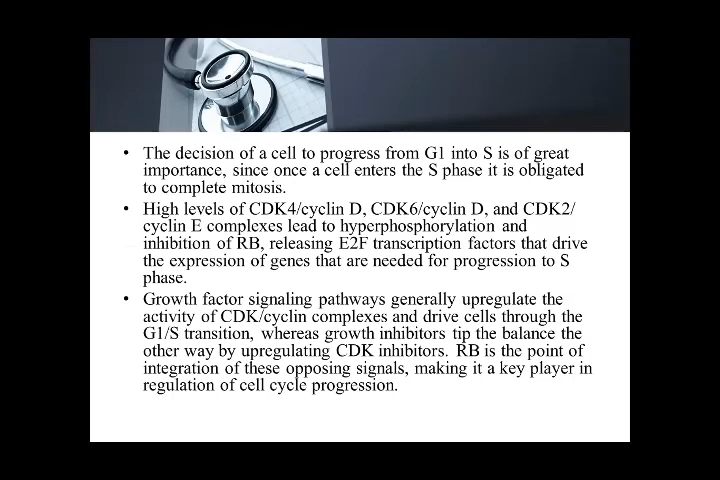 • The decision of a cell to progress from G1 into S is of great
importance, since once a cell enters the S phase it is obligated
to complete mitosis.
• High levels of CDK4/cyclin D, CDK6/cyclin D, and CDK2/
cyclin E complexes lead to hyperphosphorylation and
inhibition of RB, releasing E2F transcription factors that drive
the expression of genes that are needed for progression to S
phase.
• Growth factor signaling pathways generally upregulate the
activity of CDK/cyclin complexes and drive cells through the
G1/S transition, whereas growth inhibitors tip the balance the
other way by upregulating CDK inhibitors. RB is the point of
integration of these opposing signals, making it a key player in
regulation of cell cycle progression.